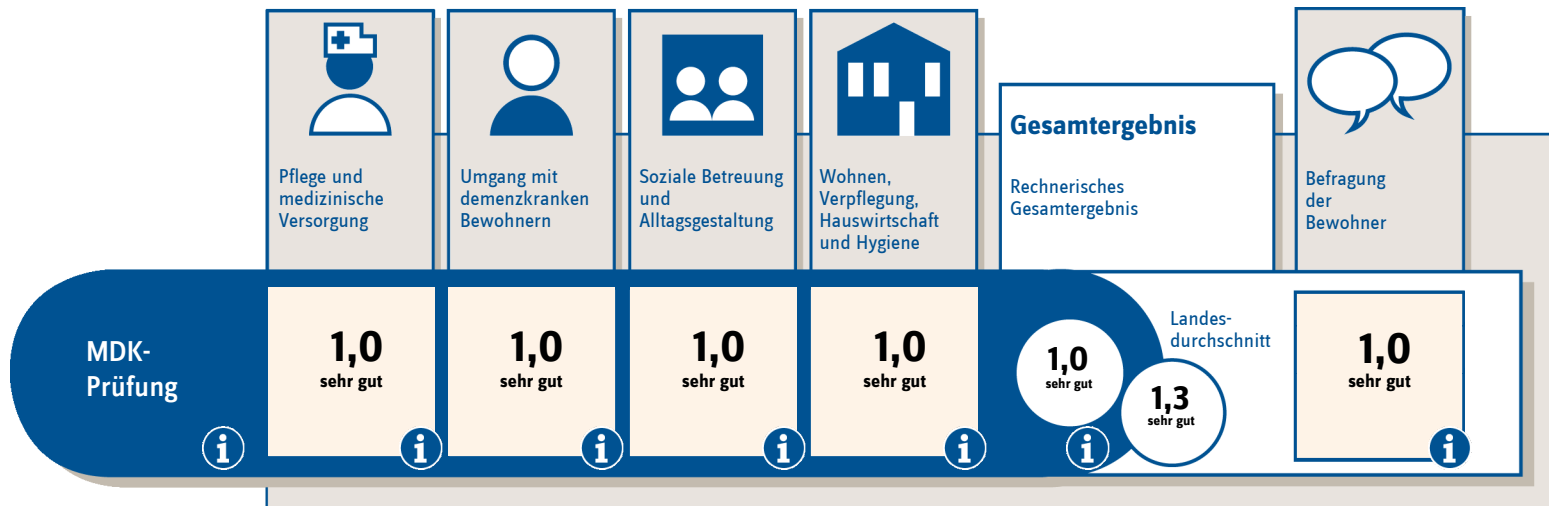 Pflege und
medizinische
Versorgung
Umgang mit
demenzkranken
Bewohnern
Soziale Betreuung
und
Alltagsgestaltung
Wohnen,
Verpflegung,
Hauswirtschaft
und Hygiene
Gesamtergebnis
Rechnerisches
Gesamtergebnis
Befragung
der
Bewohner
MDK-
Prüfung
i
1,0
sehr gut
i
1,0
sehr gut
i
1,0
sehr gut
i
1,0
sehr gut
i
1,0
sehr gut
i
Landes-
durchschnitt
1,3
sehr gut
1,0
sehr gut
i